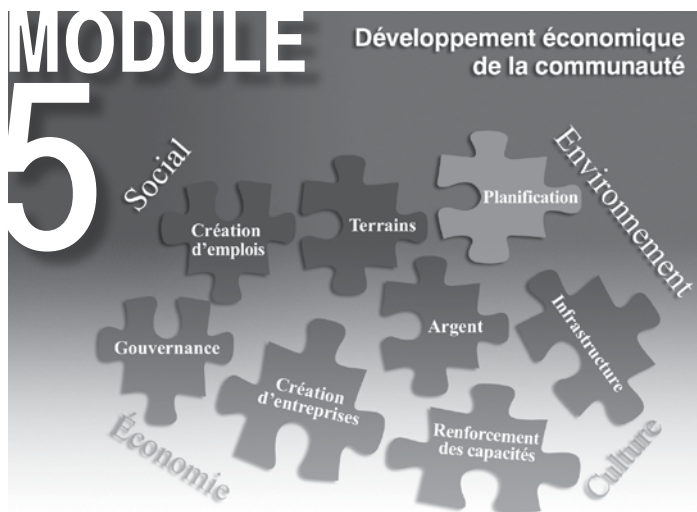 MODULE
5
Développement économique
de la communauté
Social
Environnement
Création
d’emplois
Terrains
Planification
Gouvernance
Argent
Infrastructure
Création
d’entreprises
Renforcement
des capacités
Économie
Culture